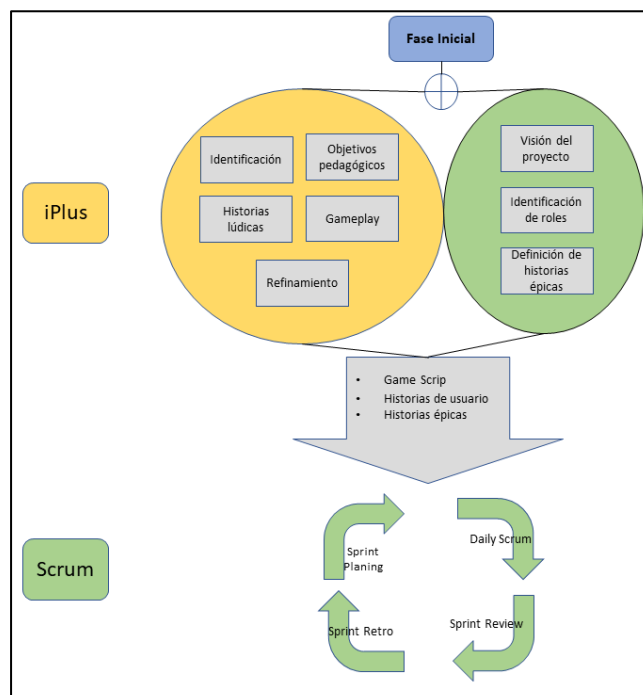 Fase Inicial
iPlus
Identificación
Objetivos
pedagógicos
Historias
lúdicas
Gameplay
Refinamiento
Visión del
proyecto
Identificación
de roles
Definición de
historias
épicas
• Game Scrip
• Historias de usuario
• Historias épicas
Scrum
Sprint
Planing
Daily Scrum
Sprint Retro
Sprint Review